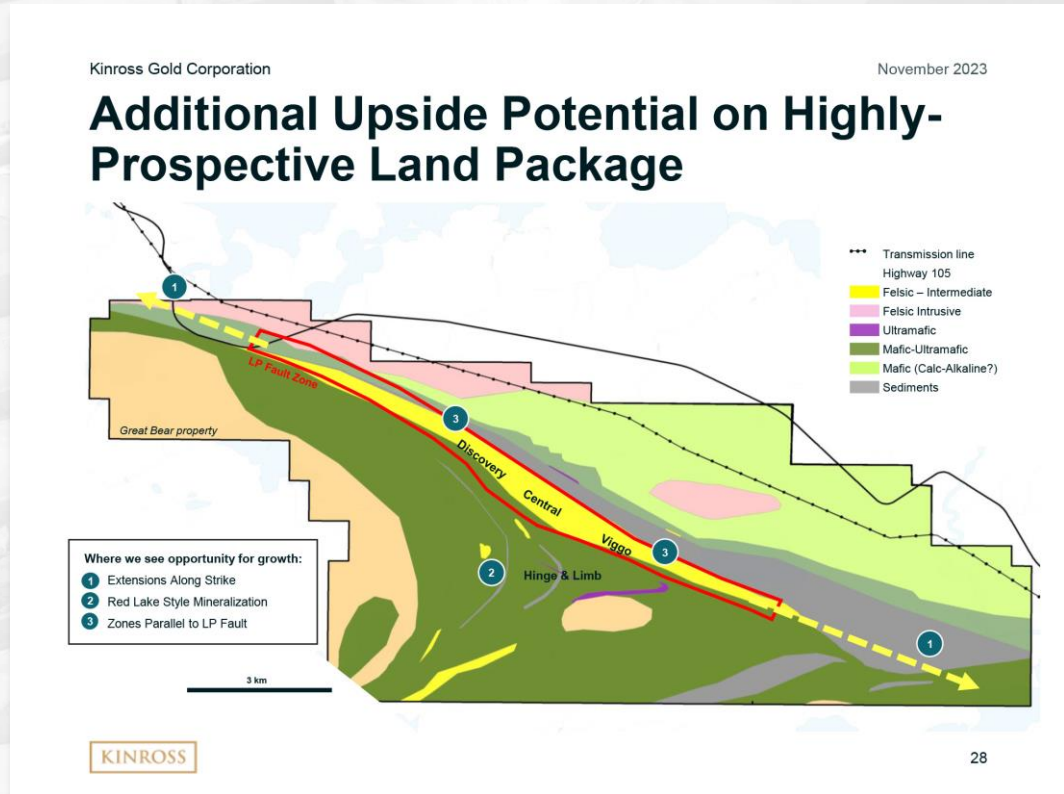 Kinross Gold Corporation
November 2023
Additional Upside Potential on Highly-
Prospective Land Package
1
Transmission line
Highway 105
Felsic – Intermediate
Felsic Intrusive
Ultramafic
Mafic-Ultramafic
Mafic (Calc-Alkaline?)
Sediments
LP Fault Zone
3
Great Bear property
Discovery
Central
Viggo
3
2
Hinge & Limb
Where we see opportunity for growth:
1 Extensions Along Strike
2 Red Lake Style Mineralization
3 Zones Parallel to LP Fault
1
3 km
KINROSS
28